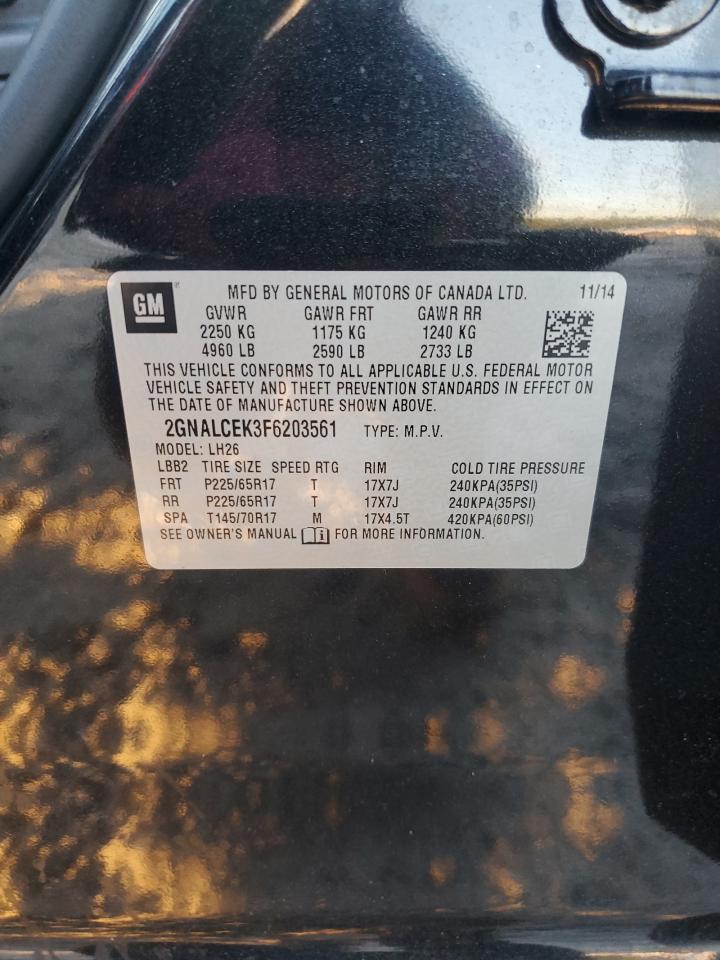 GM
MFD BY GENERAL MOTORS OF CANADA LTD. 11/14
GVWR GAWR FRT GAWR RR
2250 KG 1175 KG 1240 KG
4960 LB 2590 LB 2733 LB
THIS VEHICLE CONFORMS TO ALL APPLICABLE U.S. FEDERAL MOTOR
VEHICLE SAFETY AND THEFT PREVENTION STANDARDS IN EFFECT ON
THE DATE OF MANUFACTURE SHOWN ABOVE.
2GNALCEK3F6203561 TYPE: M.P.V.
MODEL: LH26
LBB2 TIRE SIZE SPEED RTG RIM COLD TIRE PRESSURE
FRT P225/65R17 T 17X7J 240KPA(35PSI)
RR P225/65R17 T 17X7J 240KPA(35PSI)
SPA T145/70R17 M 17X4.5T 420KPA(60PSI)
SEE OWNER'S MANUAL FOR MORE INFORMATION.